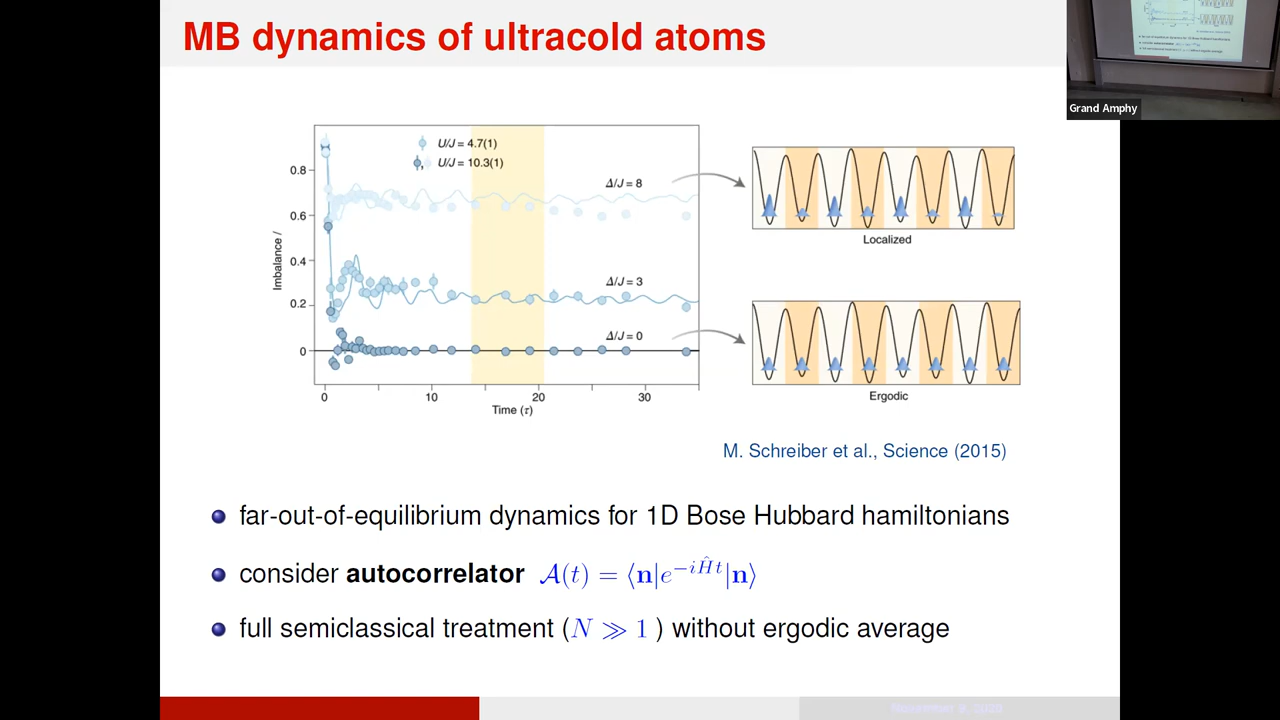 MB dynamics of ultracold atoms
Grand Amphy
U/J = 4.7(1)
U/J = 10.3(1)
Δ/J = 8
Δ/J = 3
Δ/J = 0
Imbalance I
0.8
0.6
0.4
0.2
0
0 10 20 30
Time (τ)
Localized
Ergodic
M. Schreiber et al., Science (2015)
far-out-of-equilibrium dynamics for 1D Bose Hubbard hamiltonians
consider autocorrelator 𝒜(t) = ⟨n|e^{-iĤt}|n⟩
full semiclassical treatment (N ≫ 1 ) without ergodic average